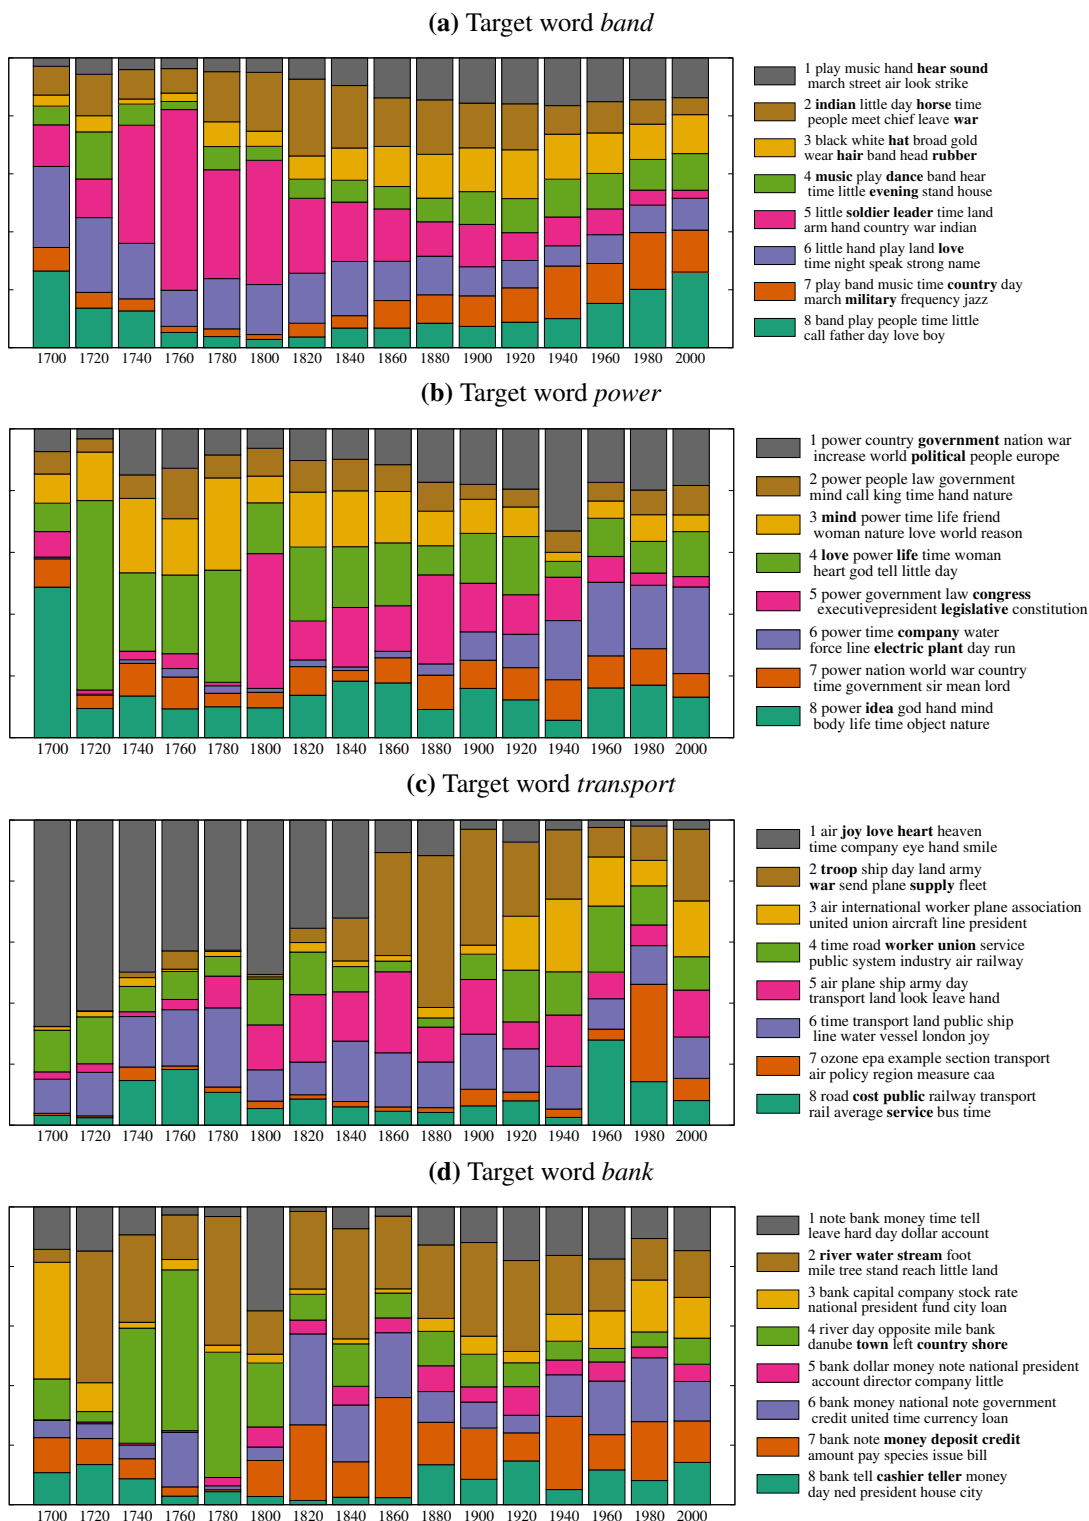 (a) Target word band
1 play music hand hear sound
march street air look strike
2 indian little day horse time
people meet chief leave war
3 black white hat broad gold
wear hair band head rubber
4 music play dance band hear
time little evening stand house
5 little soldier leader time land
arm hand country war indian
6 little hand play land love
time night speak strong name
7 play band music time country day
march military frequency jazz
8 band play people time little
call father day love boy
1700 1720 1740 1760 1780 1800 1820 1840 1860 1880 1900 1920 1940 1960 1980 2000
(b) Target word power
1 power country government nation war
increase world political people europe
2 power people law government
mind call king time hand nature
3 mind power time life friend
woman nature love world reason
4 love power life time woman
heart god tell little day
5 power government law congress
executivepresident legislative constitution
6 power time company water
force line electric plant day run
7 power nation world war country
time government sir mean lord
8 power idea god hand mind
body life time object nature
1700 1720 1740 1760 1780 1800 1820 1840 1860 1880 1900 1920 1940 1960 1980 2000
(c) Target word transport
1 air joy love heart heaven
time company eye hand smile
2 troop ship day land army
war send plane supply fleet
3 air international worker plane association
united union aircraft line president
4 time road worker union service
public system industry air railway
5 air plane ship army day
transport land look leave hand
6 time transport land public ship
line water vessel london joy
7 ozone epa example section transport
air policy region measure caa
8 road cost public railway transport
rail average service bus time
1700 1720 1740 1760 1780 1800 1820 1840 1860 1880 1900 1920 1940 1960 1980 2000
(d) Target word bank
1 note bank money time tell
leave hard day dollar account
2 river water stream foot
mile tree stand reach little land
3 bank capital company stock rate
national president fund city loan
4 river day opposite mile bank
danube town left country shore
5 bank dollar money note national president
account director company little
6 bank money national note government
credit united time currency loan
7 bank note money deposit credit
amount pay species issue bill
8 bank tell cashier teller money
day ned president house city
1700 1720 1740 1760 1780 1800 1820 1840 1860 1880 1900 1920 1940 1960 1980 2000